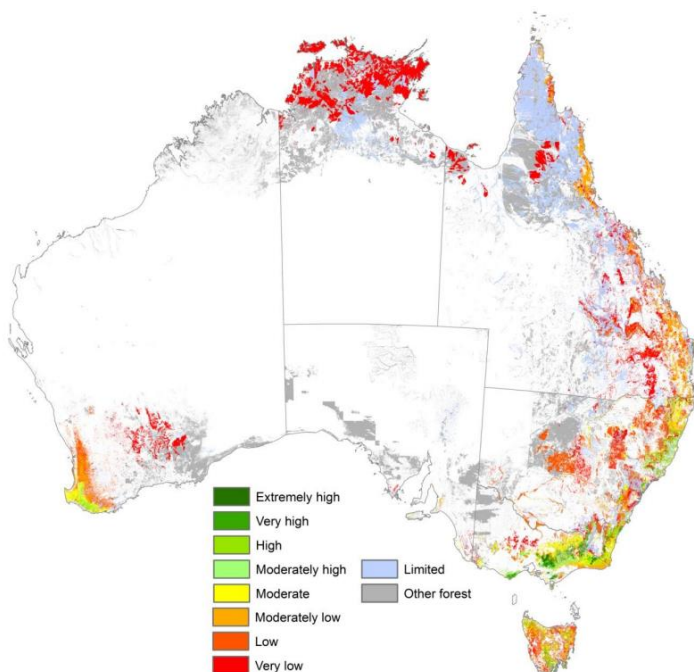 Extremely high
Very high
High
Moderately high
Moderate
Moderately low
Low
Very low
Limited
Other forest